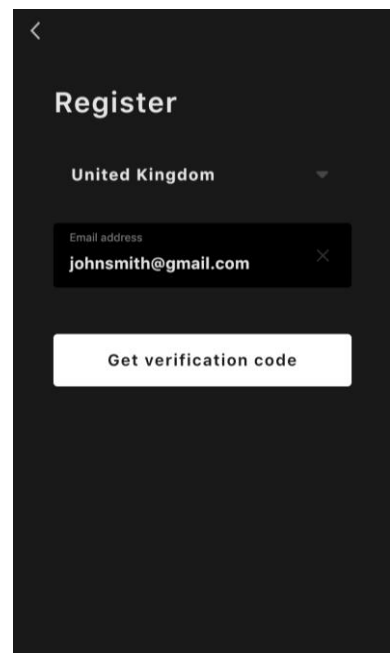 Register
United Kingdom
Email address
johnsmith@gmail.com
Get verification code